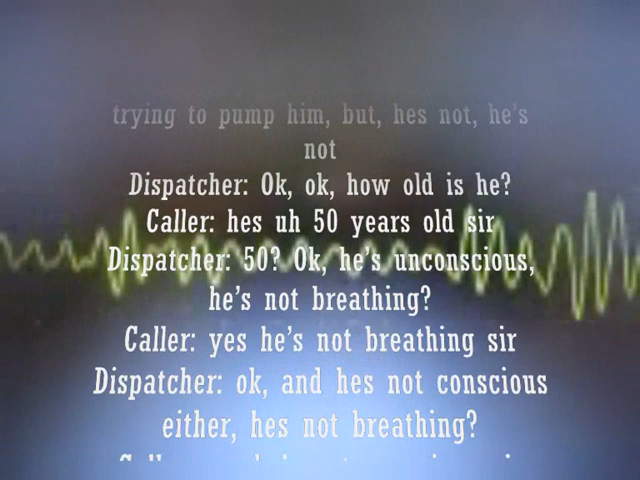 trying to pump him, but, hes not, he's
not
Dispatcher: Ok, ok, how old is he?
Caller: hes uh 50 years old sir
Dispatcher: 50? Ok, he's unconscious,
he's not breathing?
Caller: yes he's not breathing sir
Dispatcher: ok, and hes not conscious
either, hes not breathing?